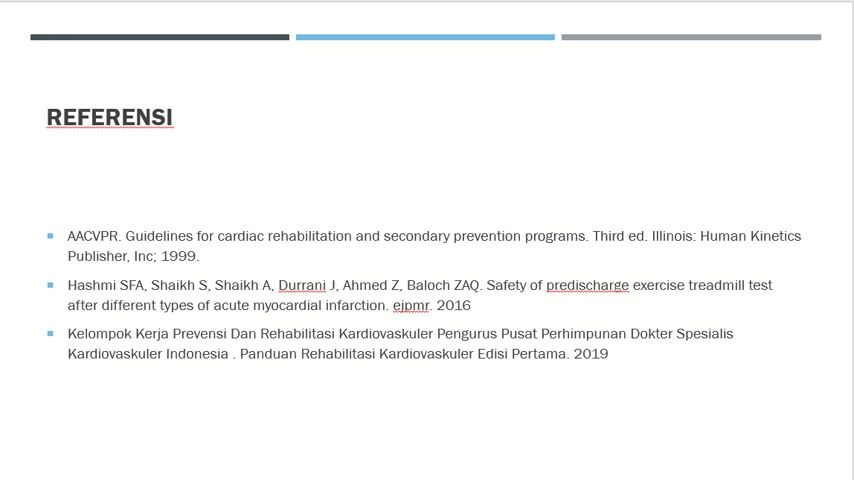 REFERENSI
AACVPR. Guidelines for cardiac rehabilitation and secondary prevention programs. Third ed. Illinois: Human Kinetics
Publisher, Inc; 1999.
Hashmi SFA, Shaikh S, Shaikh A, Durrani J, Ahmed Z, Baloch ZAQ. Safety of predischarge exercise treadmill test
after different types of acute myocardial infarction. ejpmr. 2016
Kelompok Kerja Prevensi Dan Rehabilitasi Kardiovaskuler Pengurus Pusat Perhimpunan Dokter Spesialis
Kardiovaskuler Indonesia . Panduan Rehabilitasi Kardiovaskuler Edisi Pertama. 2019